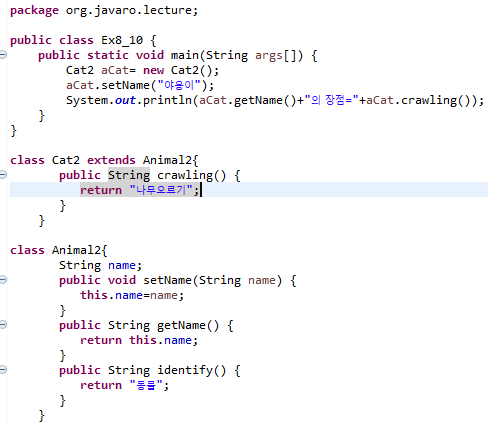 package org.javaro.lecture;
public class Ex8_10 {
public static void main(String args[]) {
Cat2 aCat= new Cat2();
aCat.setName("야옹이");
System.out.println(aCat.getName()+"의 장점="+aCat.crawling());
}
}
class Cat2 extends Animal2{
public String crawling() {
return "나무오르기";
}
}
class Animal2{
String name;
public void setName(String name) {
this.name=name;
}
public String getName() {
return this.name;
}
public String identify() {
return "동물";
}
}